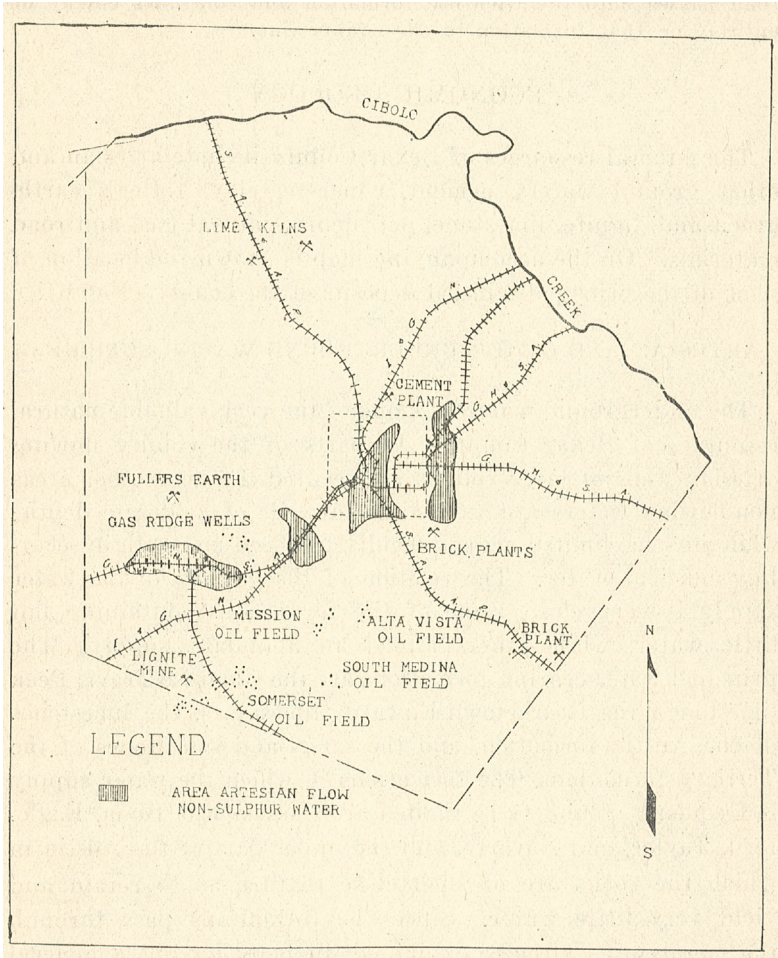 CIBOLO
LIME KILNS
CREEK
CEMENT
PLANT
FULLERS EARTH
GAS RIDGE WELLS
BRICK PLANTS
MISSION
OIL FIELD
ALTA VISTA
OIL FIELD
BRICK
PLANT
LIGNITE
MINE
SOUTH MEDINA
OIL FIELD
SOMERSET
OIL FIELD
N
S
LEGEND
AREA ARTESIAN FLOW
NON-SULPHUR WATER